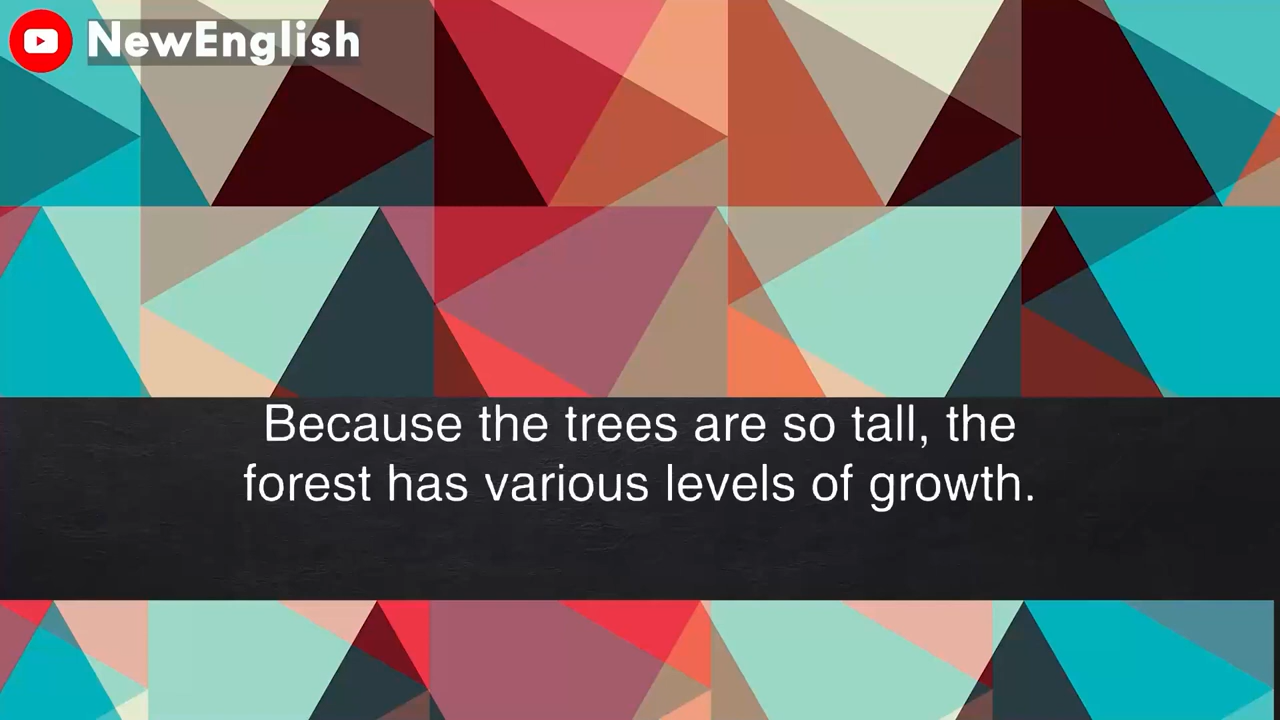 NewEnglish
Because the trees are so tall, the
forest has various levels of growth.